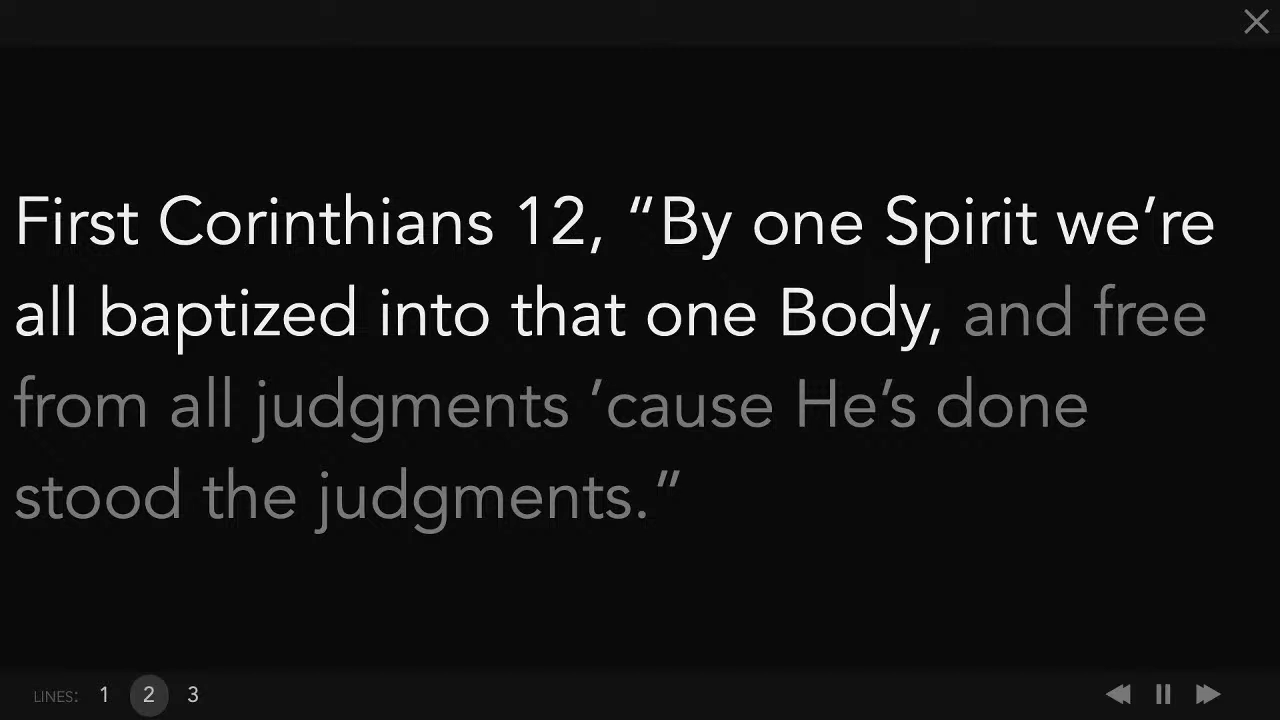 First Corinthians 12, “By one Spirit we’re
all baptized into that one Body, and free
from all judgments ’cause He’s done
stood the judgments.”
LINES: 1 2 3